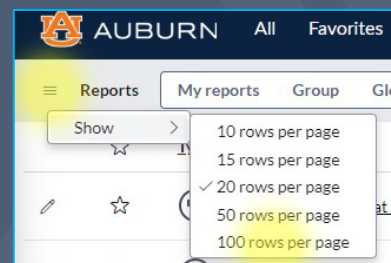 AUBURN All Favorites
Reports My reports Group
Show
10 rows per page
15 rows per page
20 rows per page
50 rows per page
100 rows per page